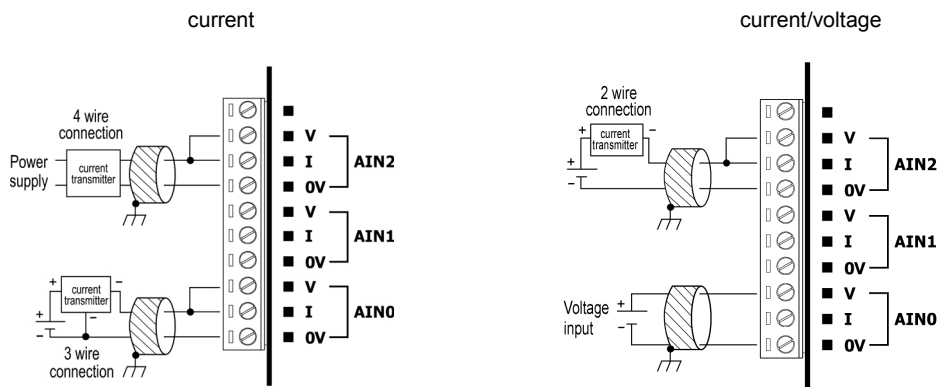 current
4 wire
connection
Power
supply
current
transmitter
V
I
AIN2
0V
V
I
AIN1
0V
V
I
AIN0
0V
+
current
transmitter
–
+
–
–
3 wire
connection
current/voltage
2 wire
connection
+
current
transmitter
–
+
–
V
I
AIN2
0V
V
I
AIN1
0V
Voltage
input
+
–
V
I
AIN0
0V